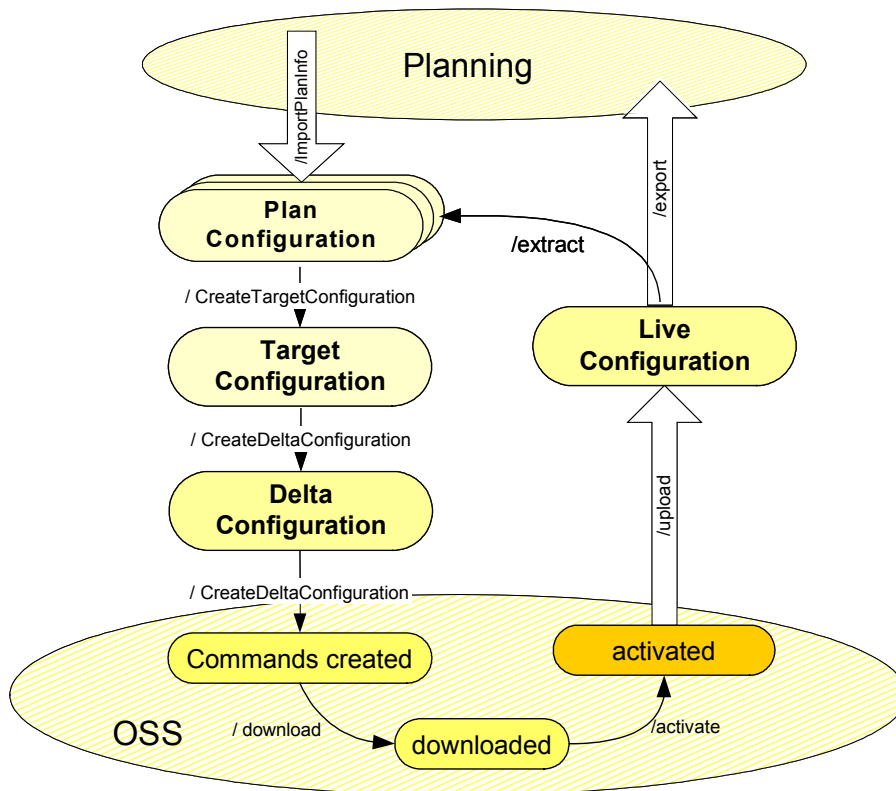 Planning
/ImportPlanInfo
/export
Plan
Configuration
/extract
/ CreateTargetConfiguration
Live
Configuration
Target
Configuration
/ CreateDeltaConfiguration
/upload
Delta
Configuration
/ CreateDeltaConfiguration
Commands created
activated
OSS
/ download
/activate
downloaded